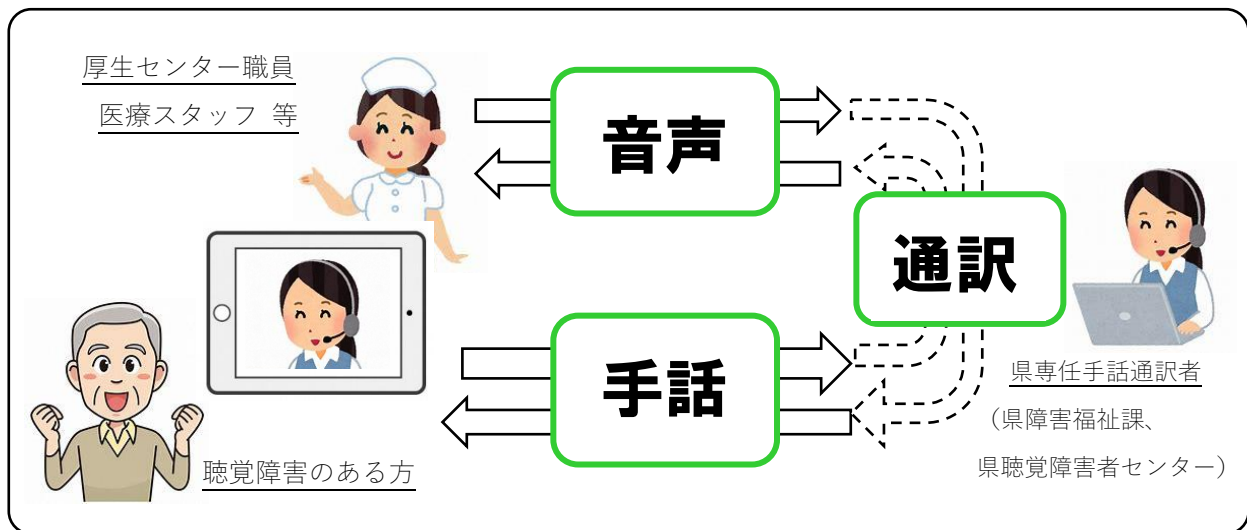 厚生センター職員
医療スタッフ 等
音声
通訳
手話
聴覚障害のある方
県専任手話通訳者
（県障害福祉課、
県聴覚障害者センター）